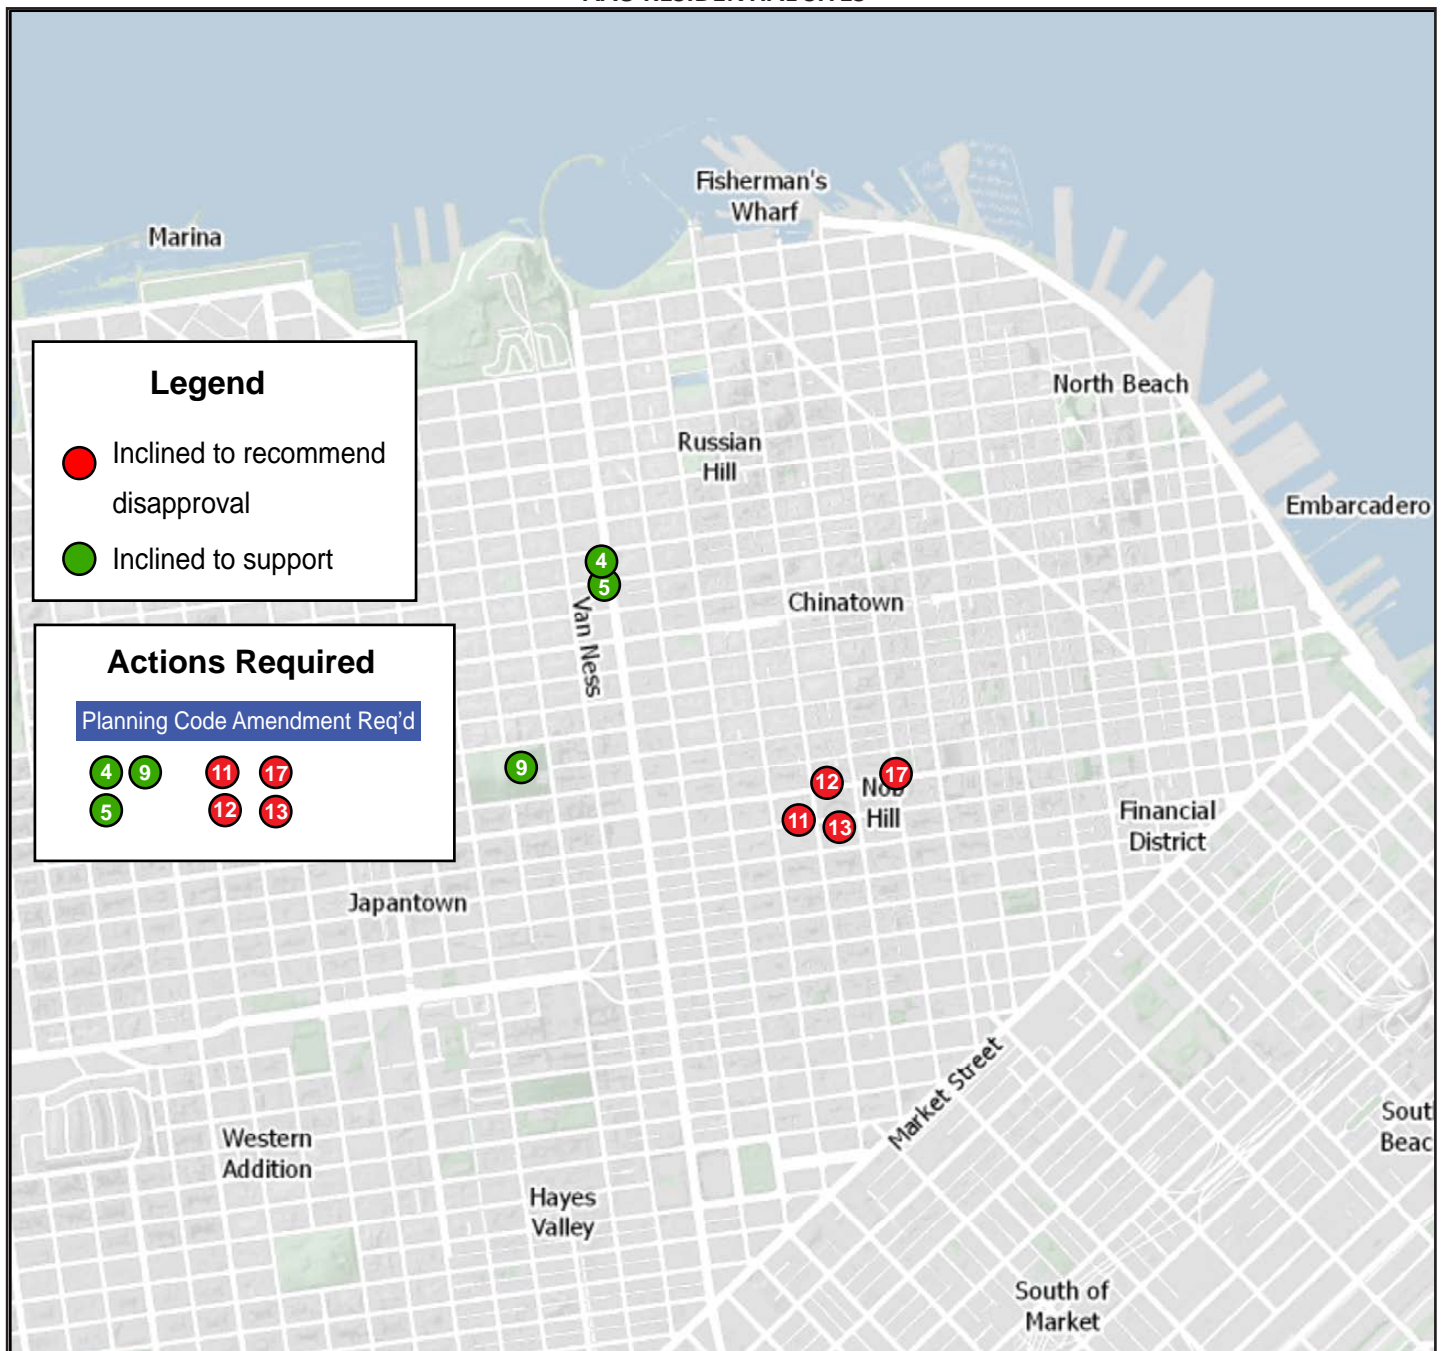 Fisherman's
Wharf
Marina
North Beach
Russian
Hill
Embarcadero
Chinatown
Van Ness
Nob
Hill
Financial
District
Japantown
Market Street
Western
Addition
Hayes
Valley
South of
Market
Beac
4
5
9
12
17
11
13
Legend
Inclined to recommend
disapproval
Inclined to support
Actions Required
Planning Code Amendment Req'd
4 9 11 17
5 12 13